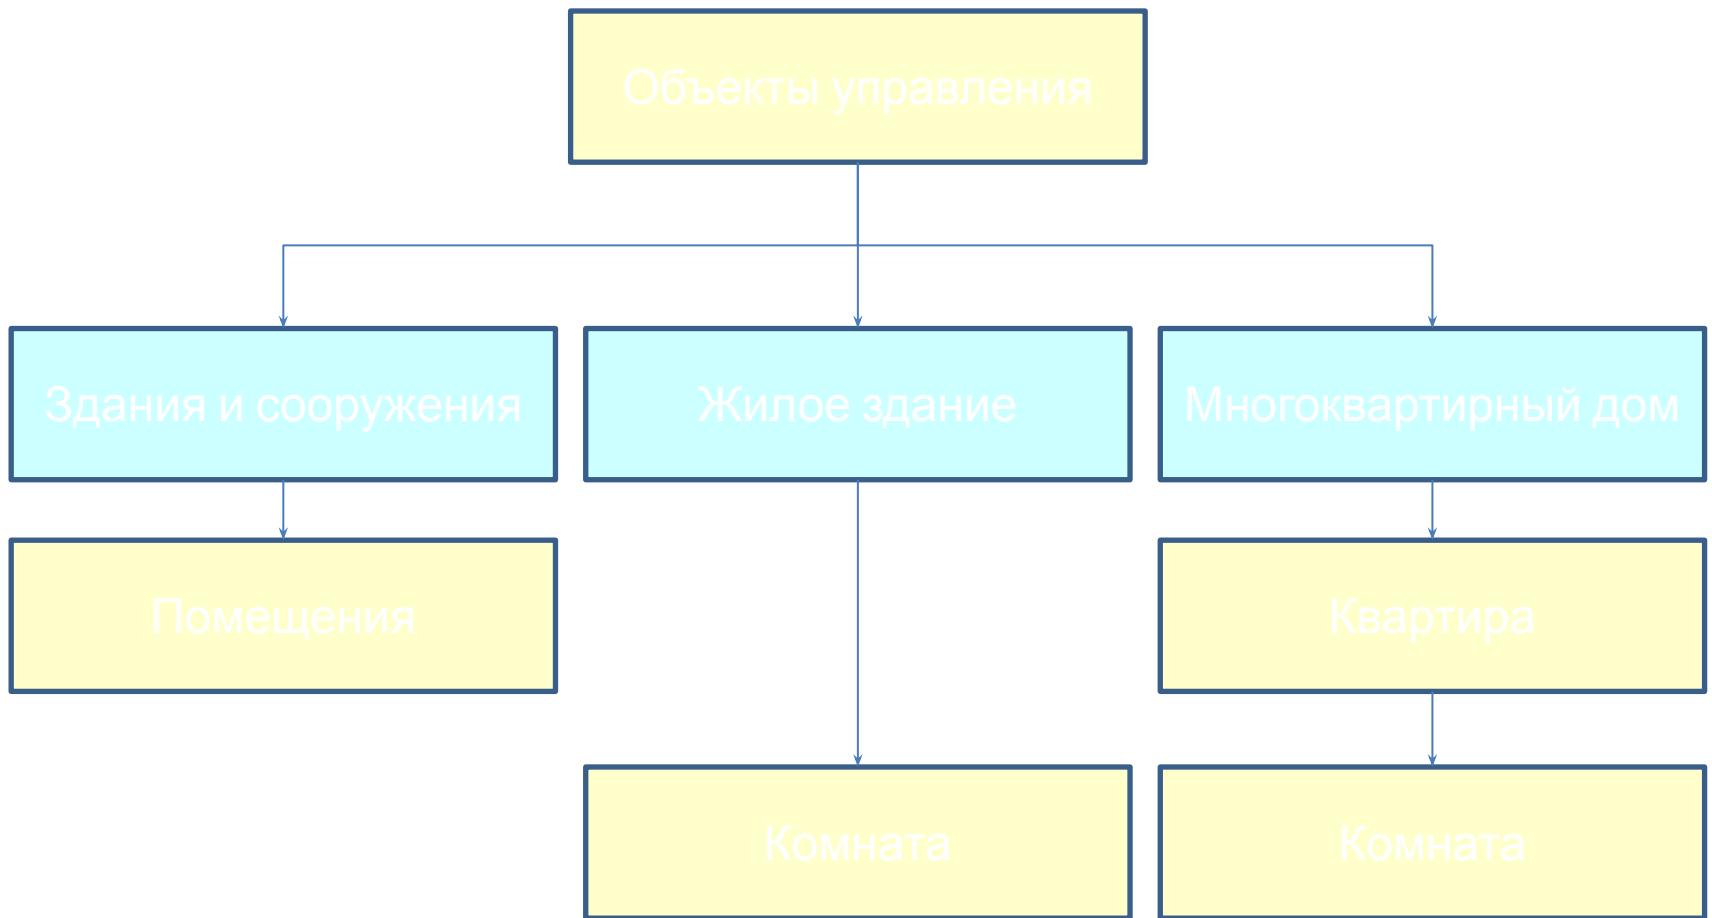 Объекты управления
Здания и сооружения
Жилое здание
Многоквартирный дом
Помещения
Квартира
Комната
Комната